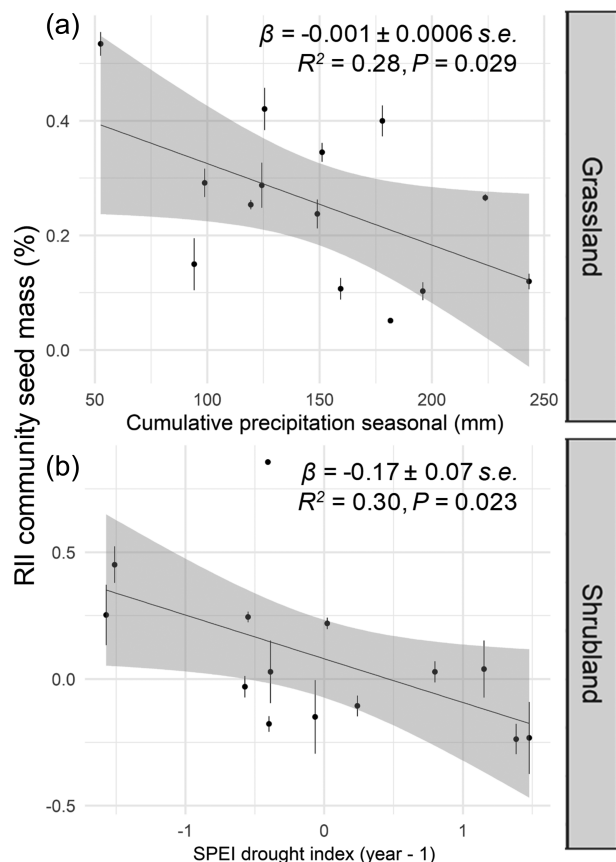 (a)
β = -0.001 ± 0.0006 s.e.
R² = 0.28, P = 0.029
0.4
0.2
0.0
50 100 150 200 250
Cumulative precipitation seasonal (mm)
Grassland
RII community seed mass (%)
(b)
β = -0.17 ± 0.07 s.e.
R² = 0.30, P = 0.023
0.5
0.0
-0.5
-1 0 1
SPEI drought index (year - 1)
Shrubland